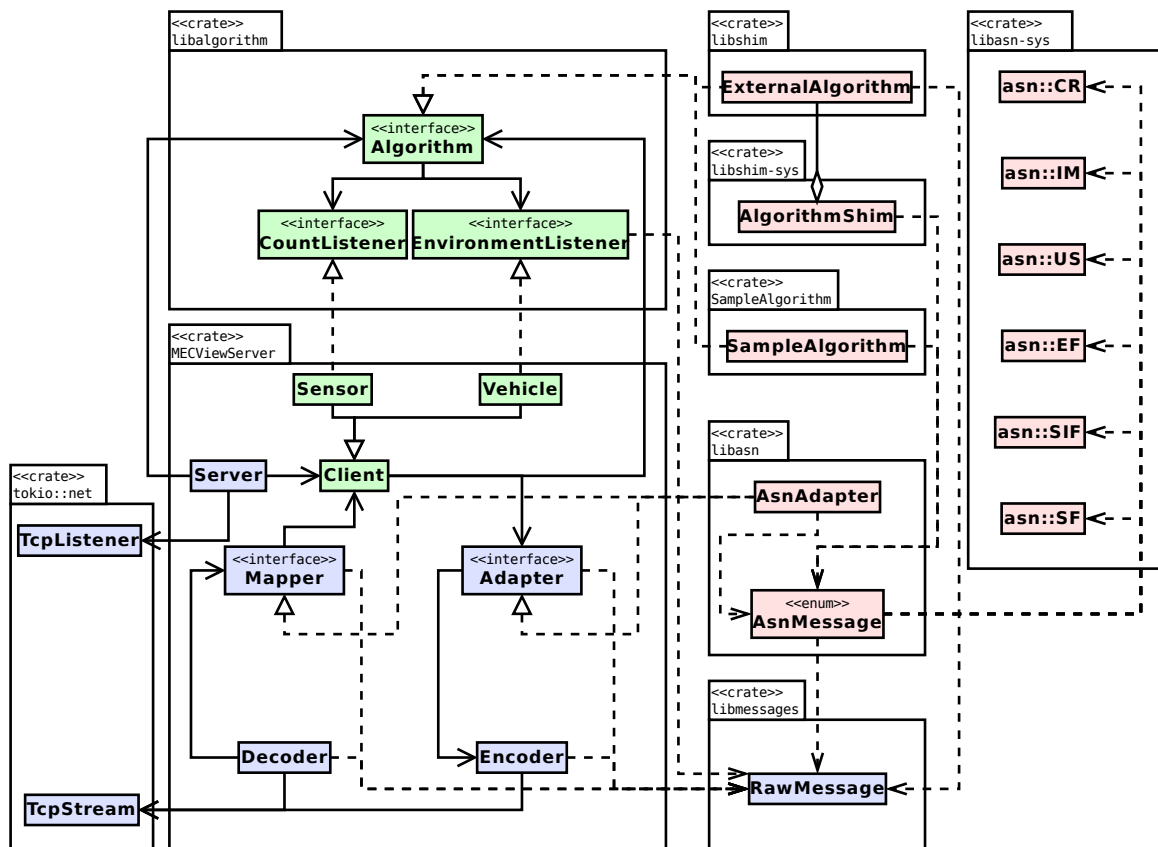 <<crate>>
libalgorithm
<<interface>>
Algorithm
<<interface>>
CountListener
<<interface>>
EnvironmentListener
<<crate>>
MECViewServer
Sensor
Vehicle
Server
Client
<<interface>>
Mapper
<<interface>>
Adapter
Decoder
Encoder
<<crate>>
tokio::net
TcpListener
TcpStream
<<crate>>
libshim
ExternalAlgorithm
<<crate>>
libshim-sys
AlgorithmShim
<<crate>>
SampleAlgorithm
SampleAlgorithm
<<crate>>
libasn
AsnAdapter
<<enum>>
AsnMessage
<<crate>>
libmessages
RawMessage
<<crate>>
libasn-sys
asn::CR
asn::IM
asn::US
asn::EF
asn::SIF
asn::SF